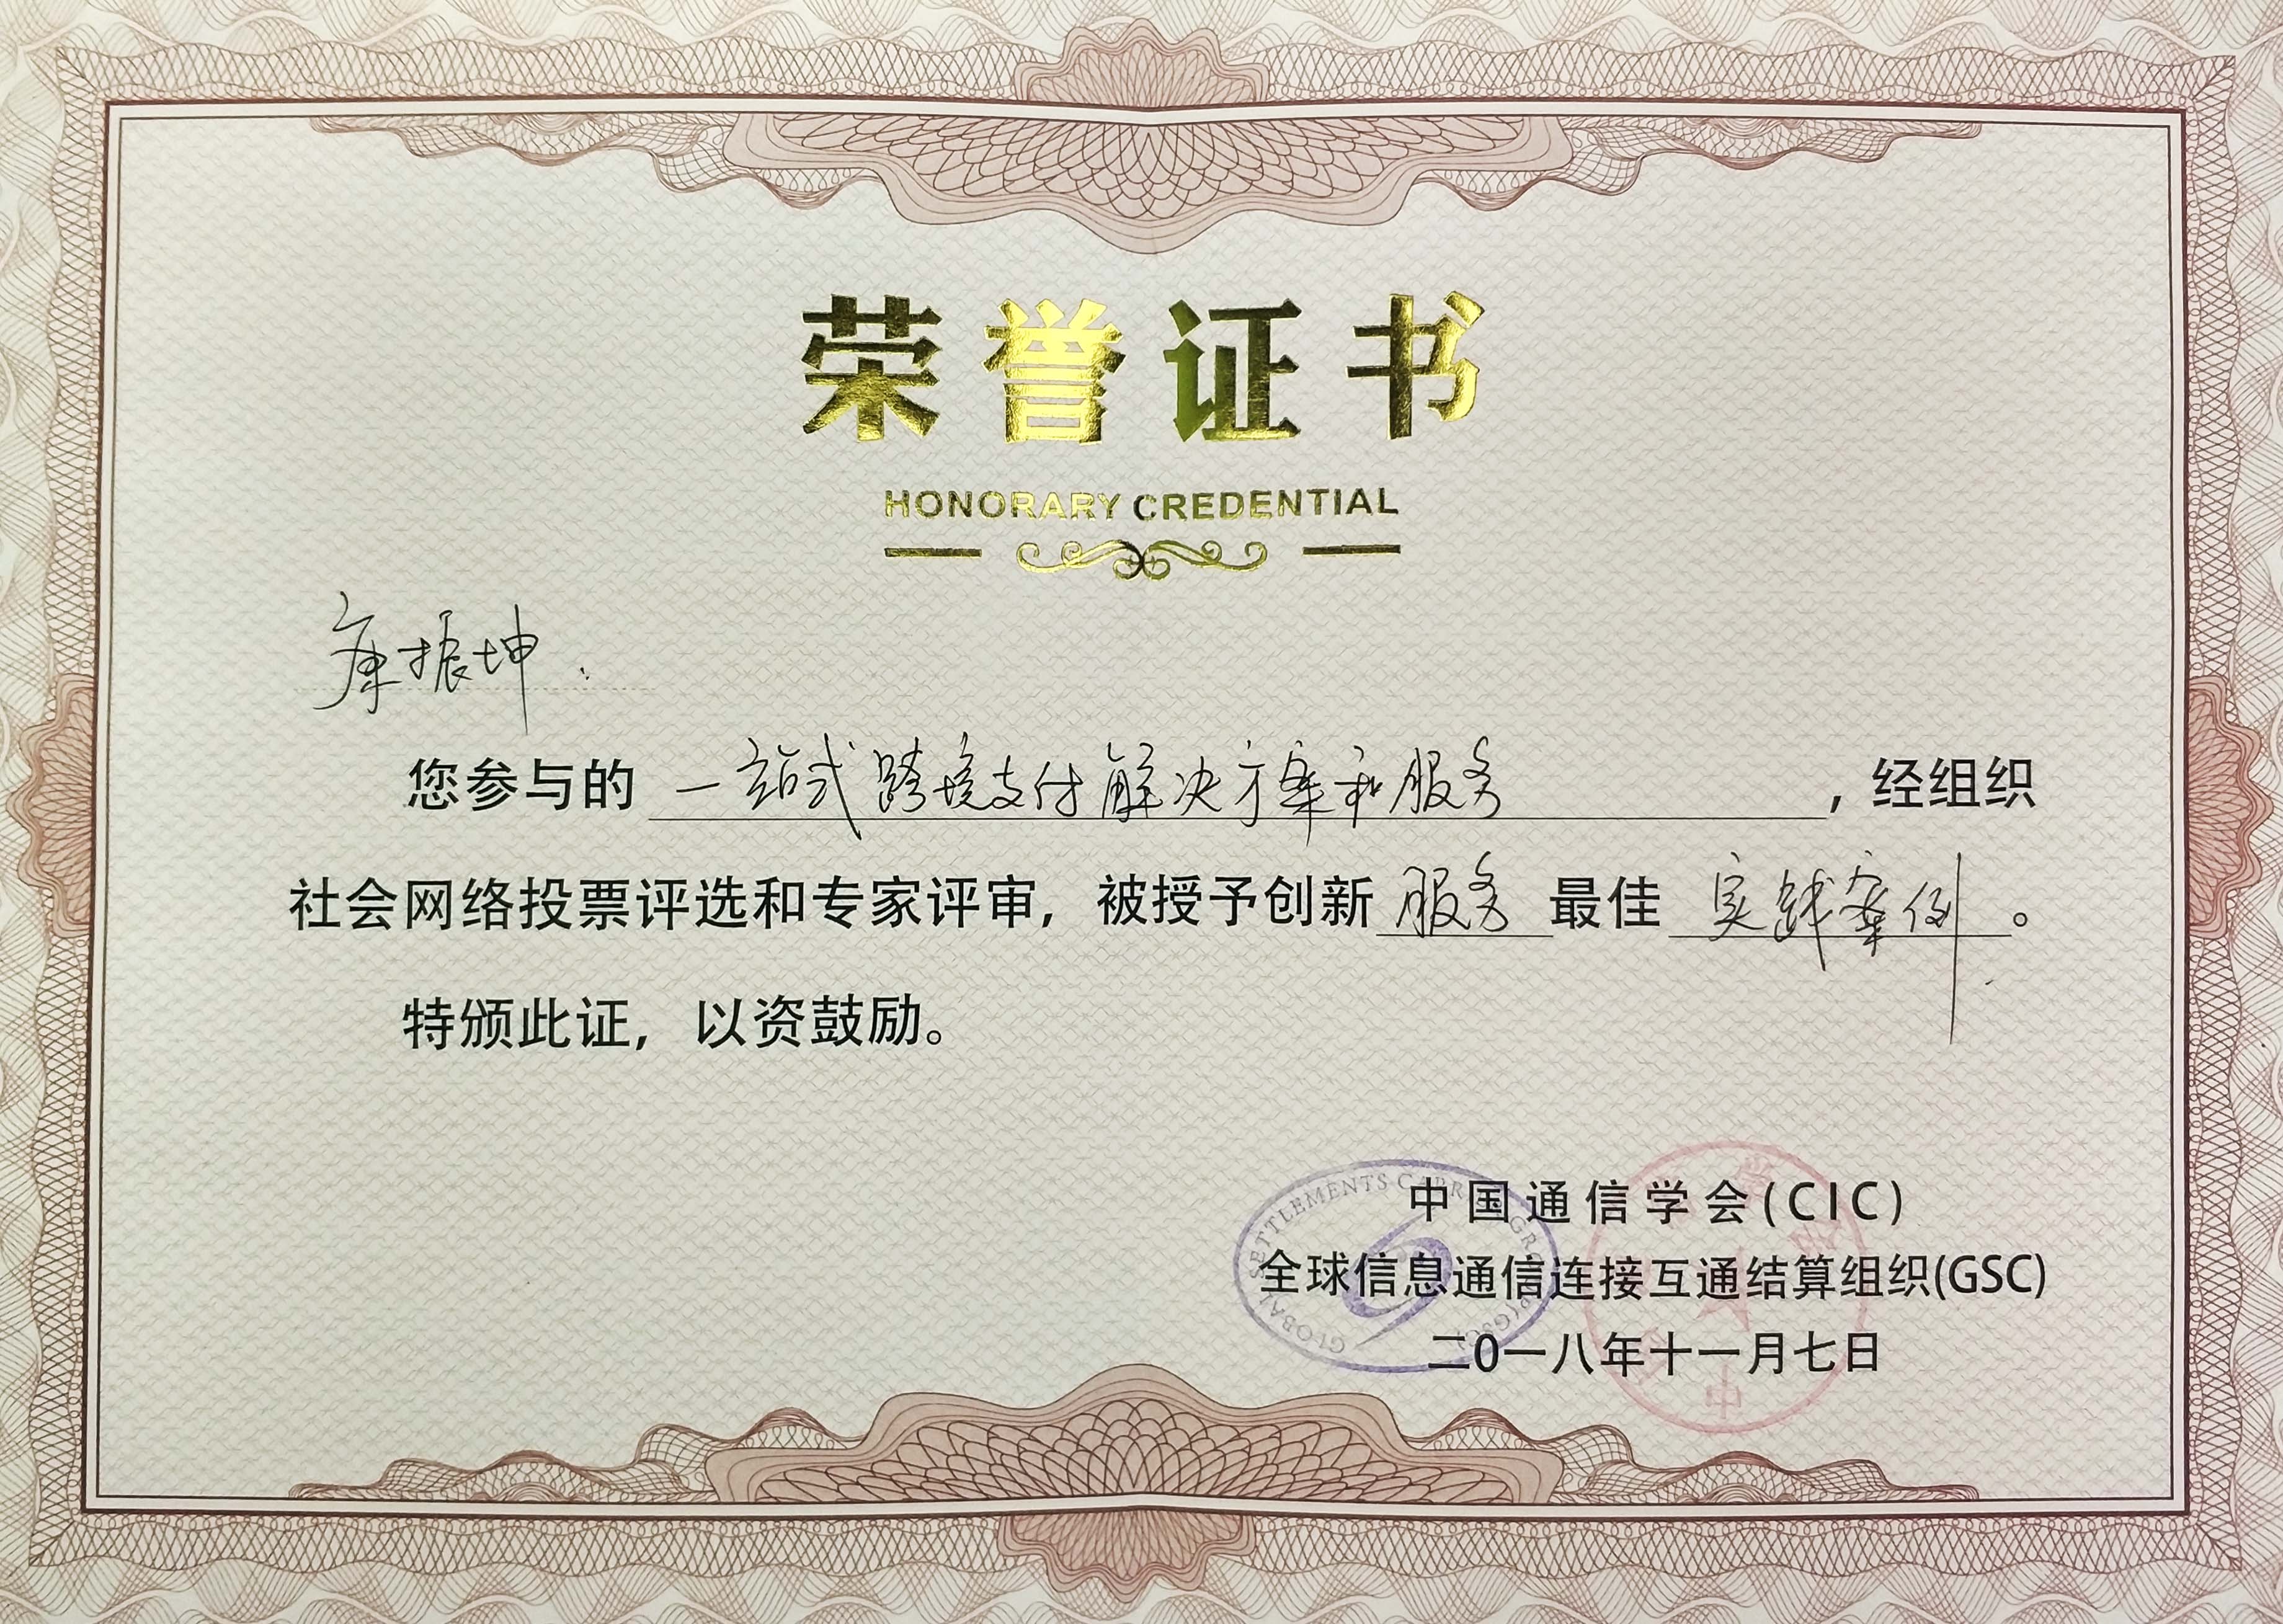 荣誉证书
HONORARY CREDENTIAL
康振坤:
您参与的 一站式跨境支付解决方案和服务 ，经组织
社会网络投票评选和专家评审，被授予创新 服务 最佳 实践案例 。
特颁此证，以资鼓励。
中国通信学会(CIC)
全球信息通信连接互通结算组织(GSC)
二0一八年十一月七日
GLOBAL SETTLEMENTS